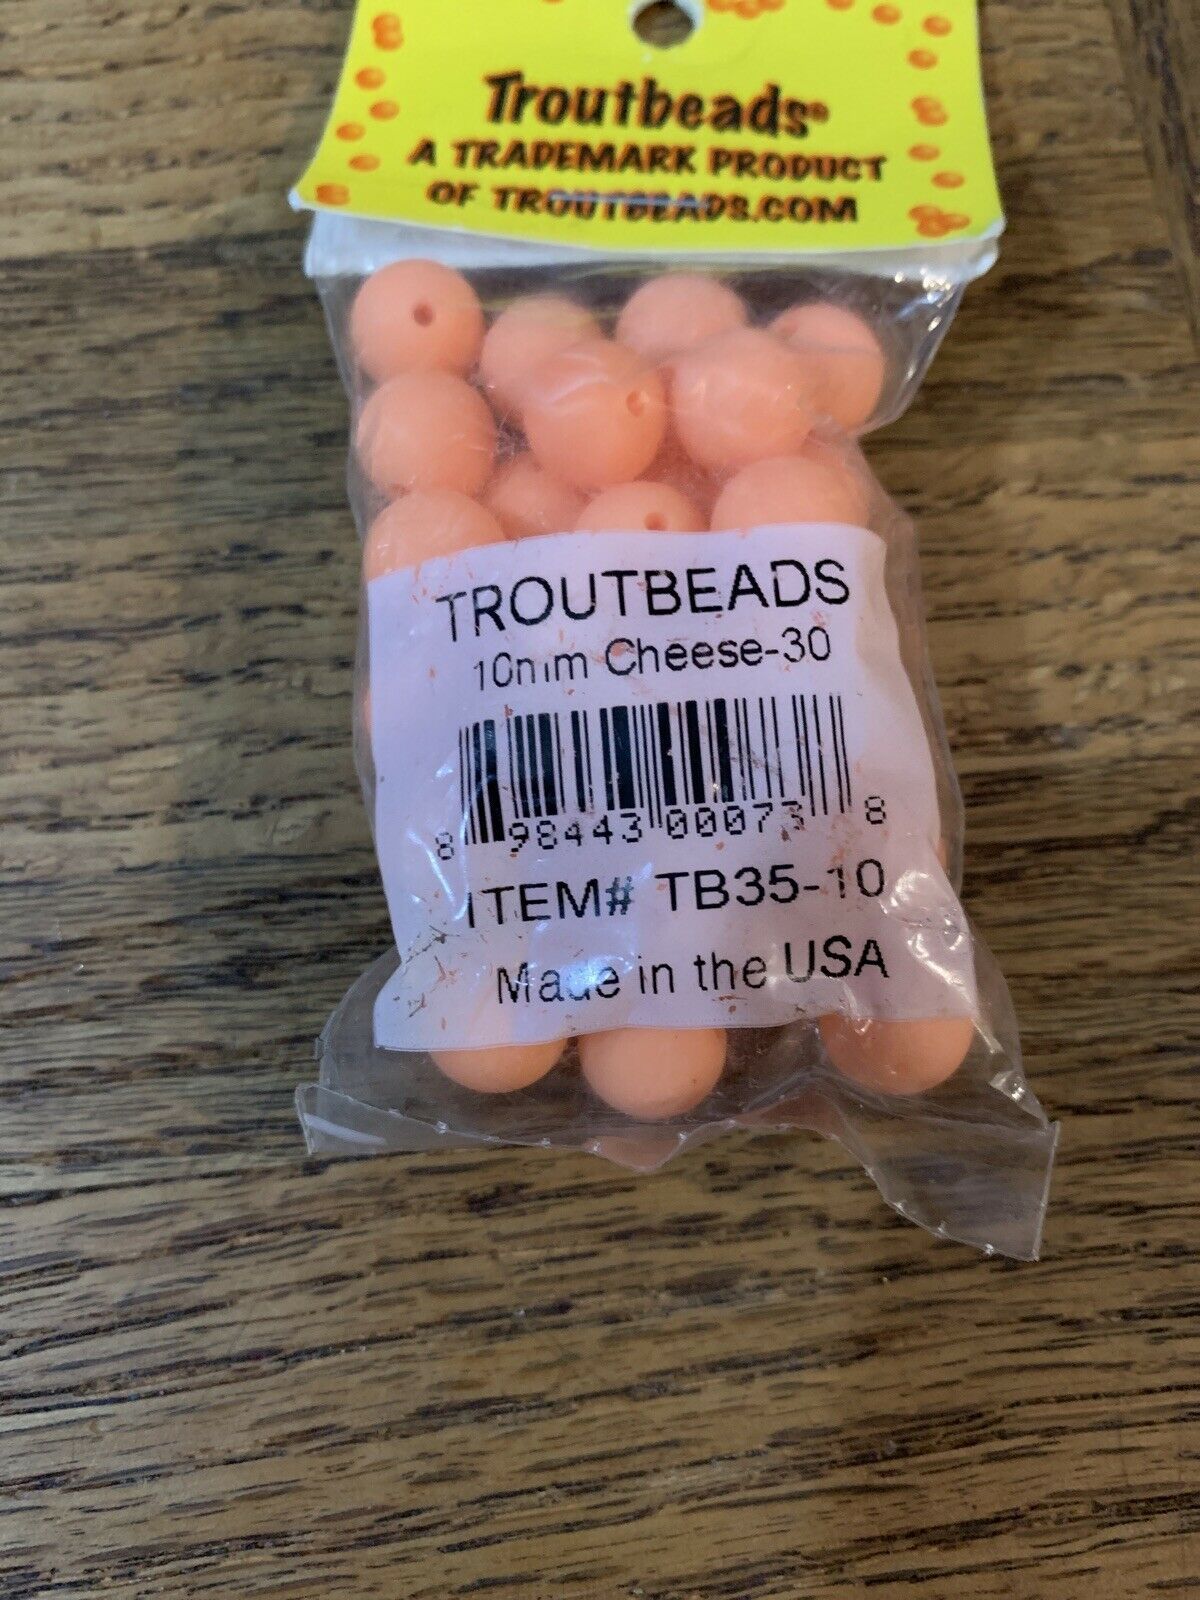 Troutbeads®
A TRADEMARK PRODUCT
OF TROUTBEADS.COM
TROUTBEADS
10mm Cheese-30
8 98443 00073 8
ITEM# TB35-10
Made in the USA